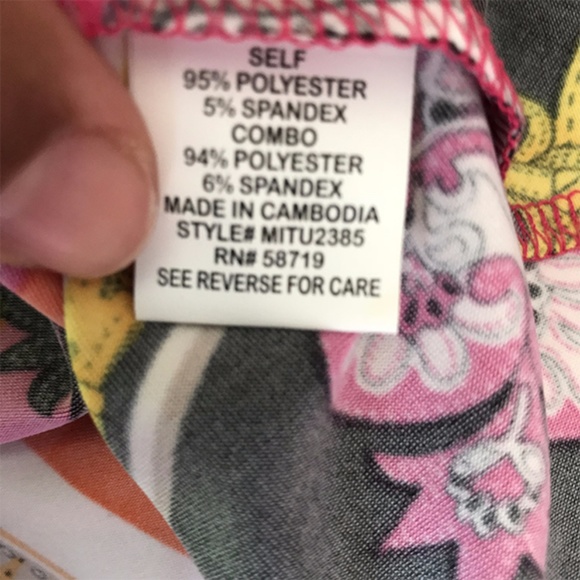 SELF
95% POLYESTER
5% SPANDEX
COMBO
94% POLYESTER
6% SPANDEX
MADE IN CAMBODIA
STYLE# MITU2385
RN# 58719
SEE REVERSE FOR CARE